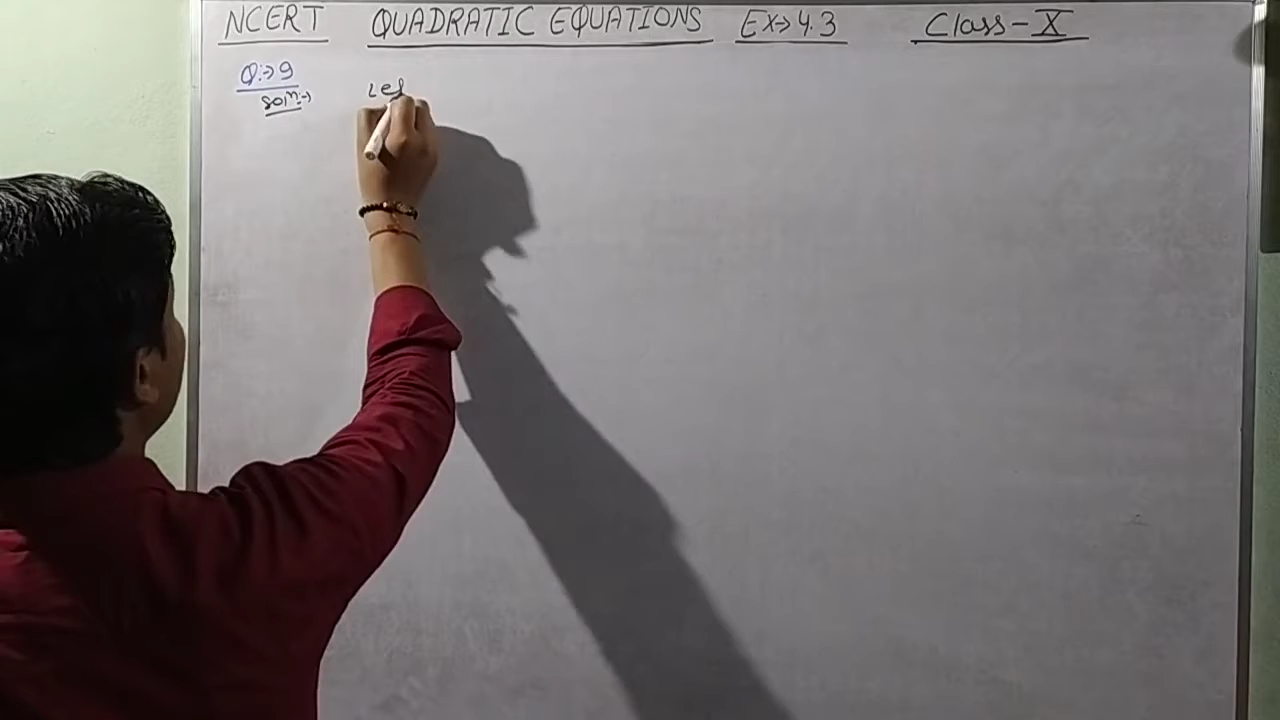 NCERT QUADRATIC EQUATIONS Ex→ 4.3 Class-X
Q:→ 9
Solⁿ:→ Let